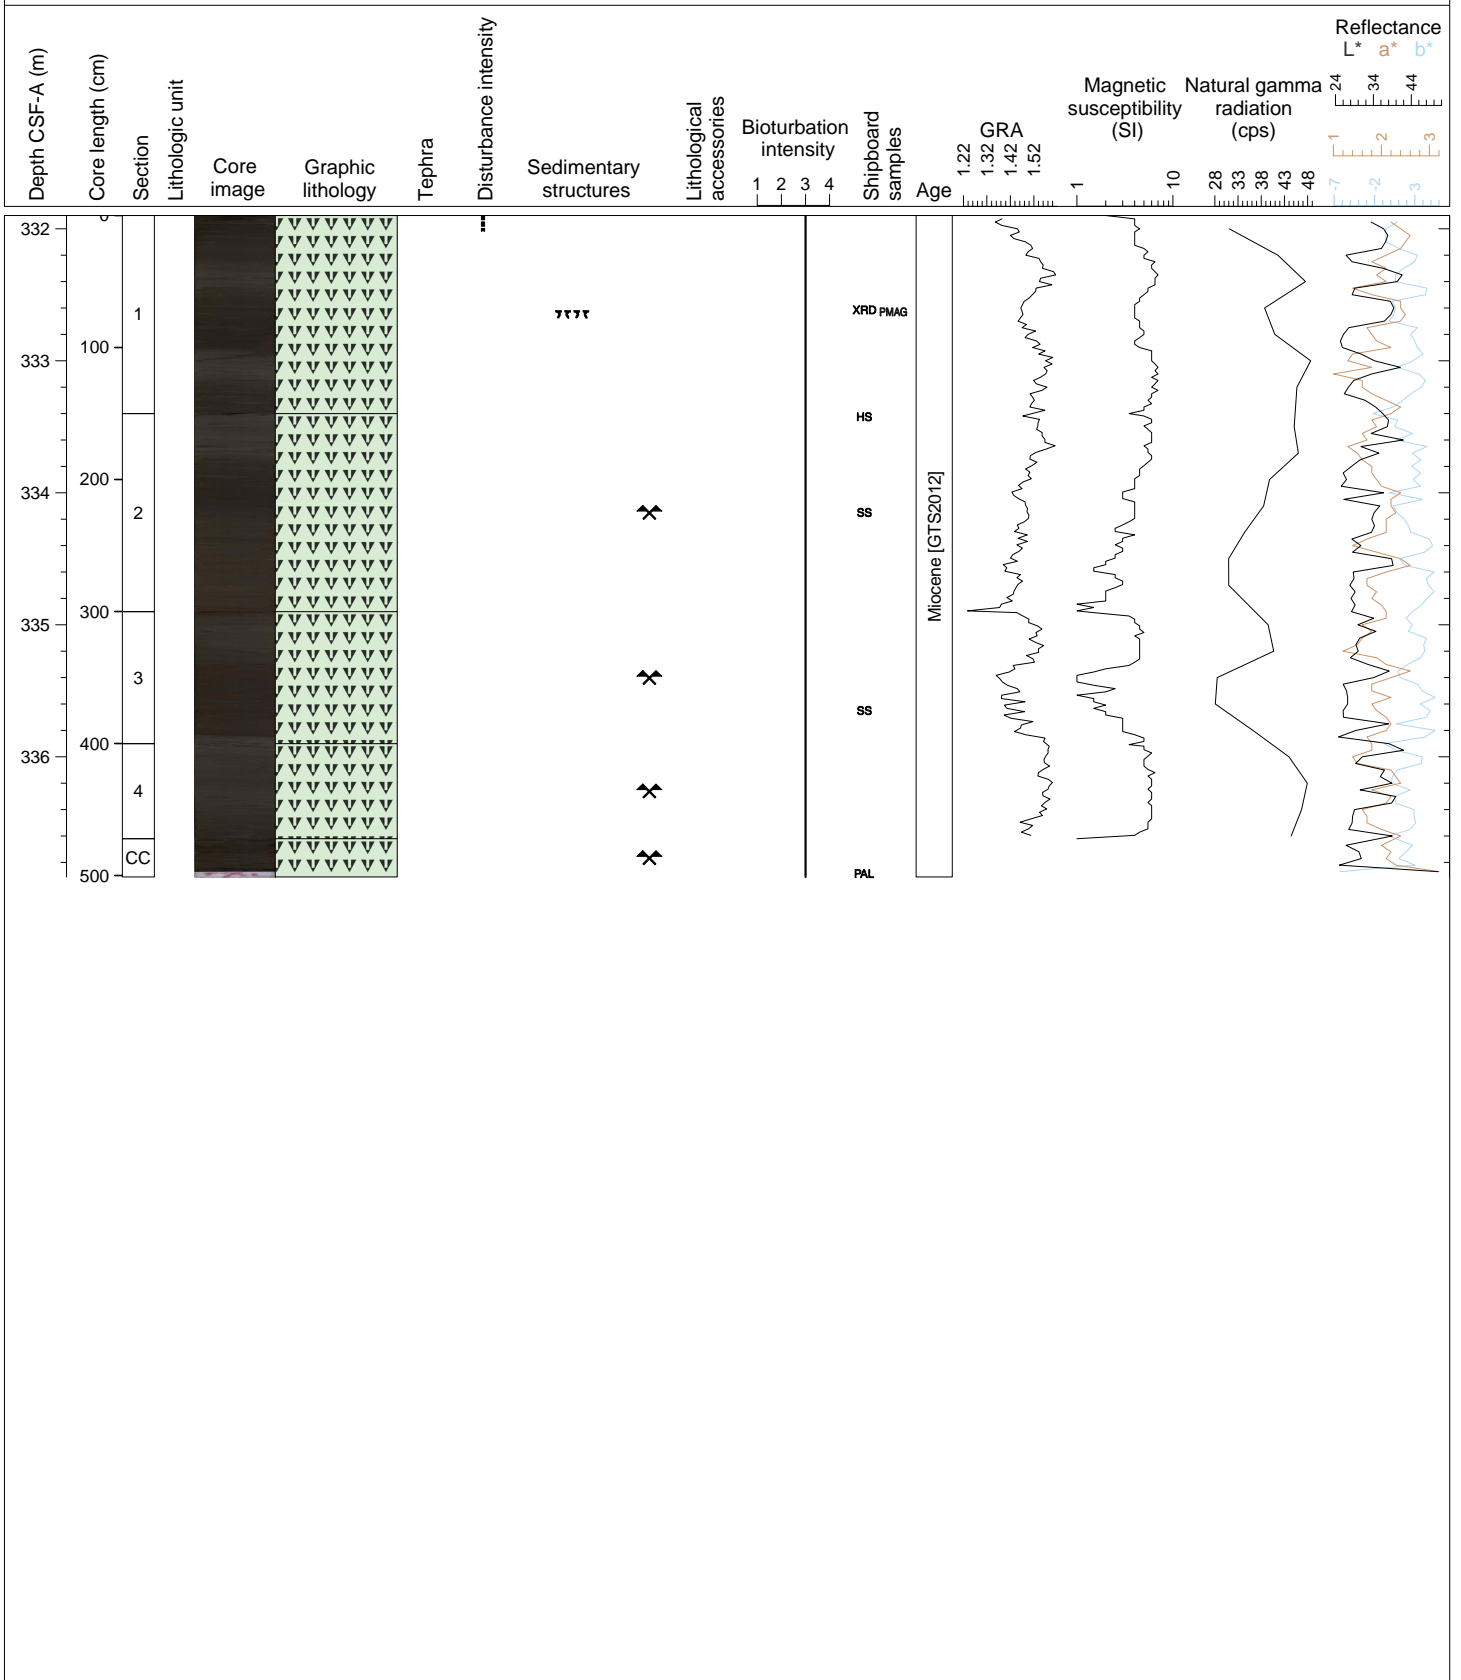 Depth CSF-A (m)
Core length (cm)
Section
Lithologic unit
Core
image
Graphic
lithology
Tephra
Disturbance intensity
Sedimentary
structures
Lithological
accessories
Bioturbation
intensity
1 2 3 4
Shipboard
samples
Age
GRA
1.22 1.32 1.42 1.52
Magnetic
susceptibility
(SI)
1 10
Natural gamma
radiation
(cps)
28 33 38 43 48
Reflectance
L* a* b*
24 34 44
1 2 3
-7 -2 3
332
333
334
335
336
0
100
200
300
400
500
1
2
3
4
CC
XRD PMAG
HS
SS
SS
PAL
Miocene [GTS2012]